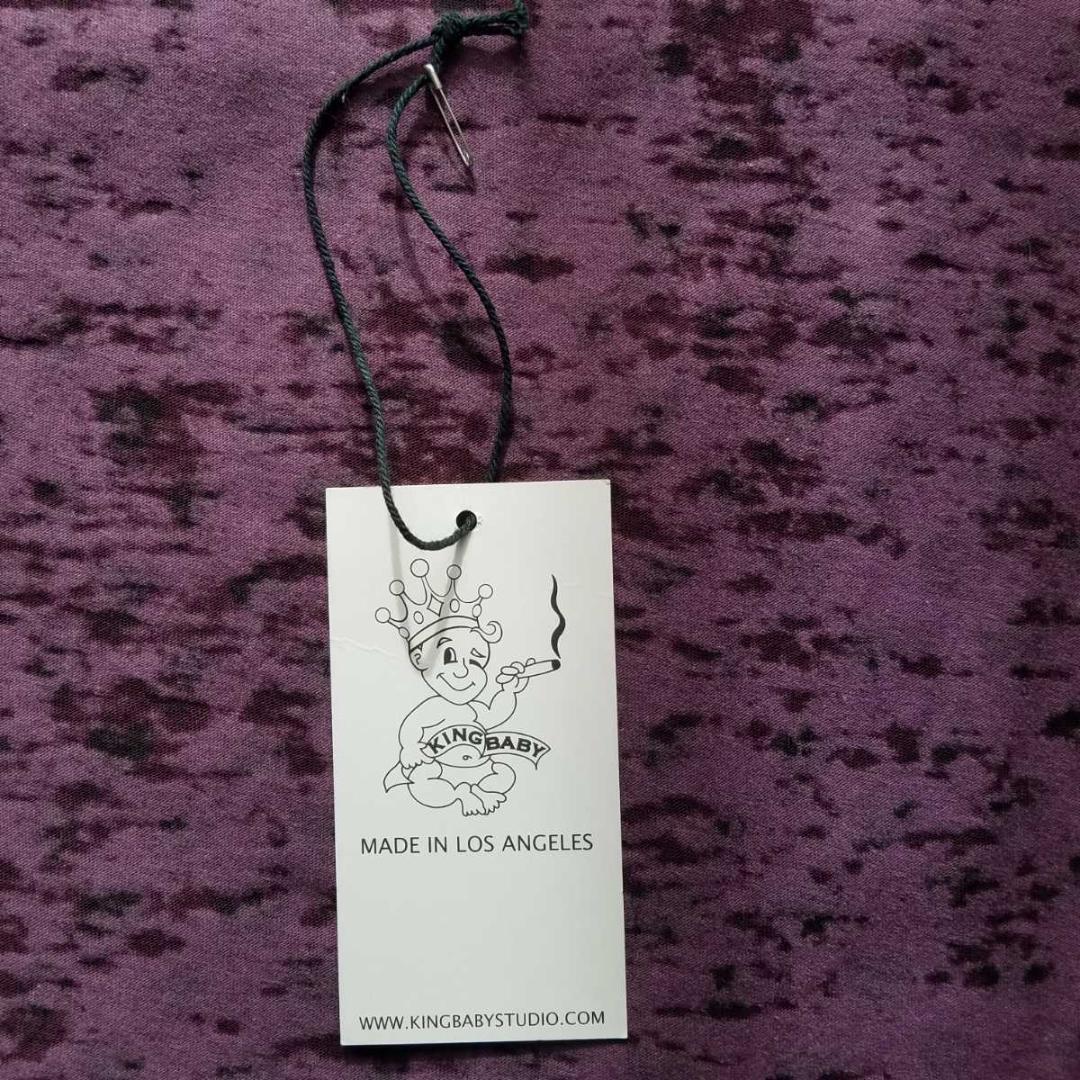 KING BABY
MADE IN LOS ANGELES
WWW.KINGBABYSTUDIO.COM